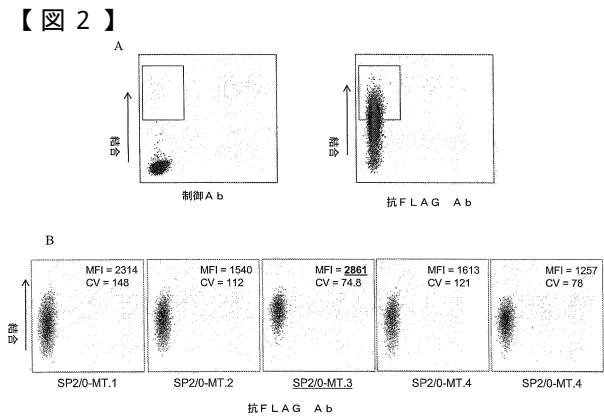 【図２】
A
結合
制御Ａｂ
結合
抗ＦＬＡＧ Ａｂ
B
結合
MFI = 2314
CV = 148
MFI = 1540
CV = 112
MFI = 2861
CV = 74.8
MFI = 1613
CV = 121
MFI = 1257
CV = 78
SP2/0-MT.1
SP2/0-MT.2
SP2/0-MT.3
SP2/0-MT.4
SP2/0-MT.4
抗ＦＬＡＧ Ａｂ